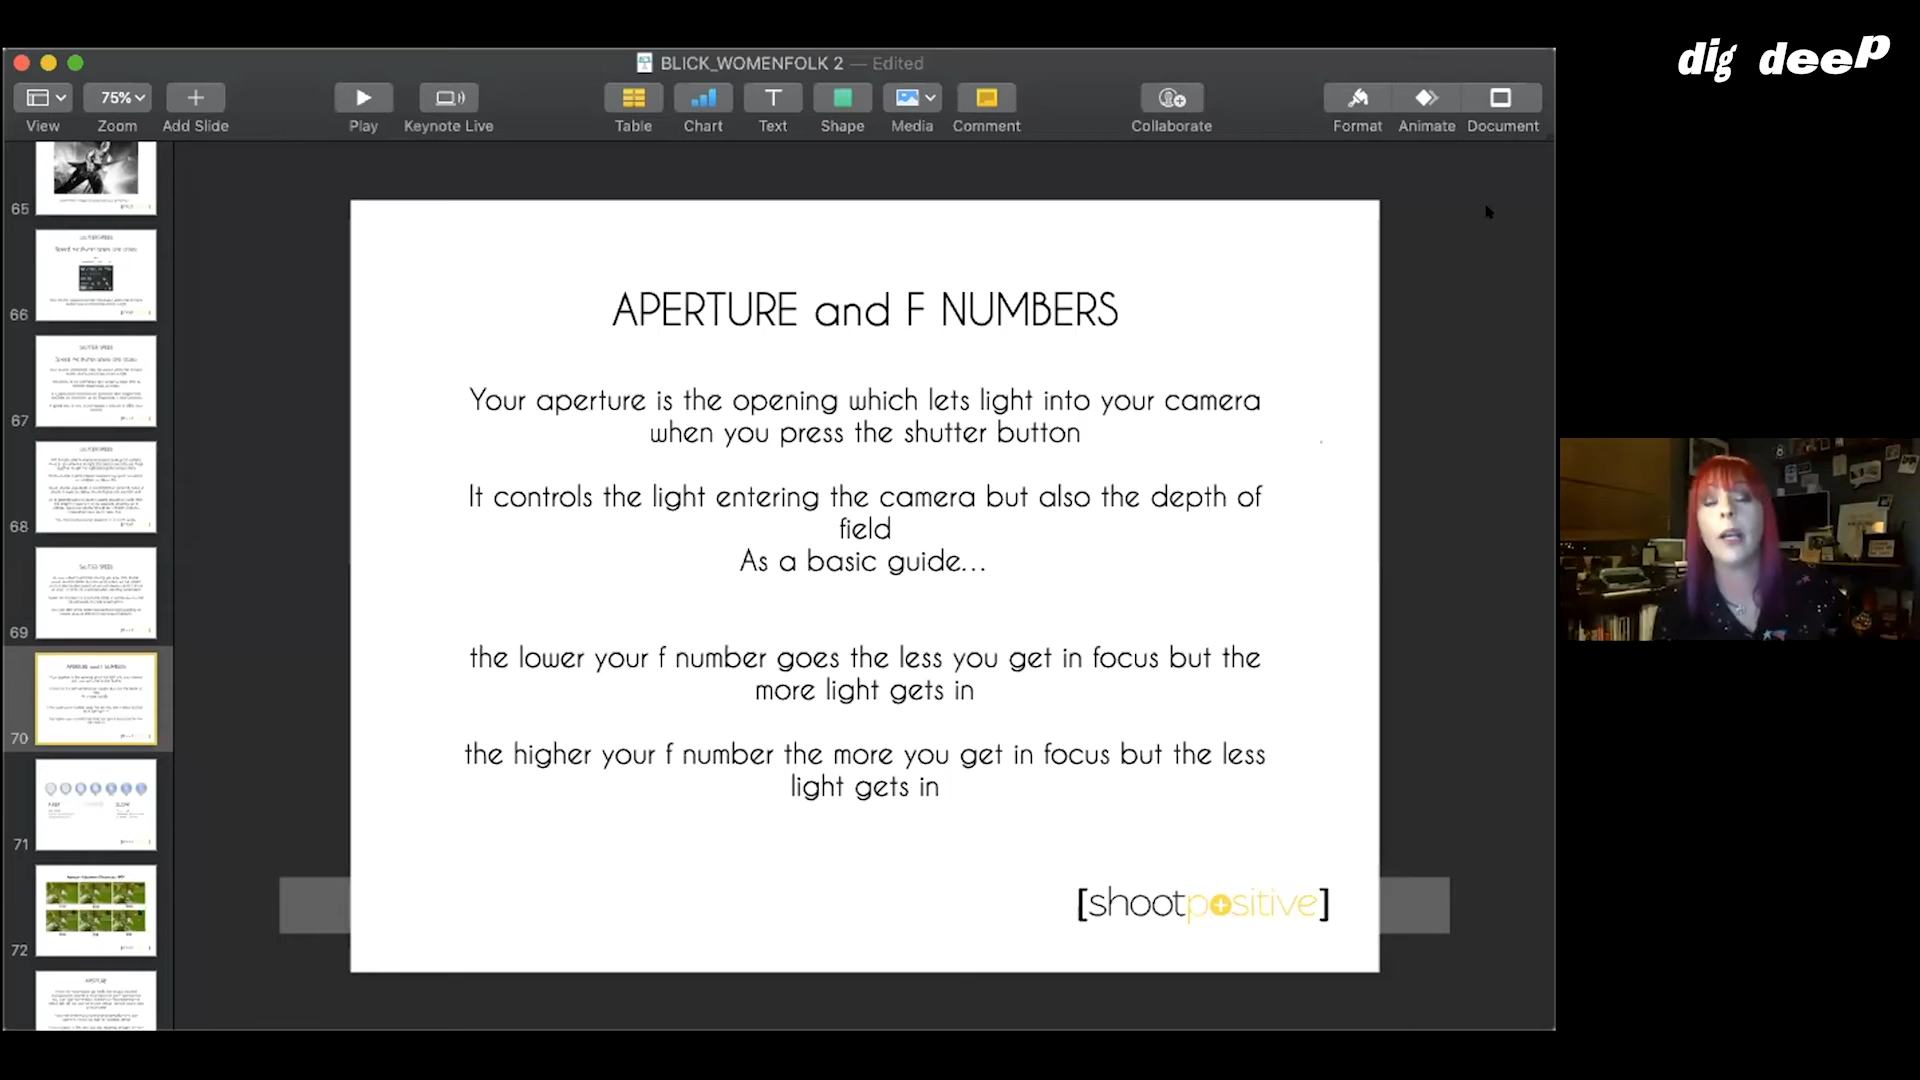 dig deep
BLICK_WOMENFOLK 2 — Edited
75%
View
Zoom
Add Slide
Play
Keynote Live
Table
Chart
Text
Shape
Media
Comment
Collaborate
Format
Animate
Document
65
66
67
68
69
70
71
72
SHUTTER SPEED
APERTURE and F NUMBERS
APERTURE and F NUMBERS
Your aperture is the opening which lets light into your camera
when you press the shutter button
It controls the light entering the camera but also the depth of
field
As a basic guide...
the lower your f number goes the less you get in focus but the
more light gets in
the higher your f number the more you get in focus but the less
light gets in
[shootpositive]